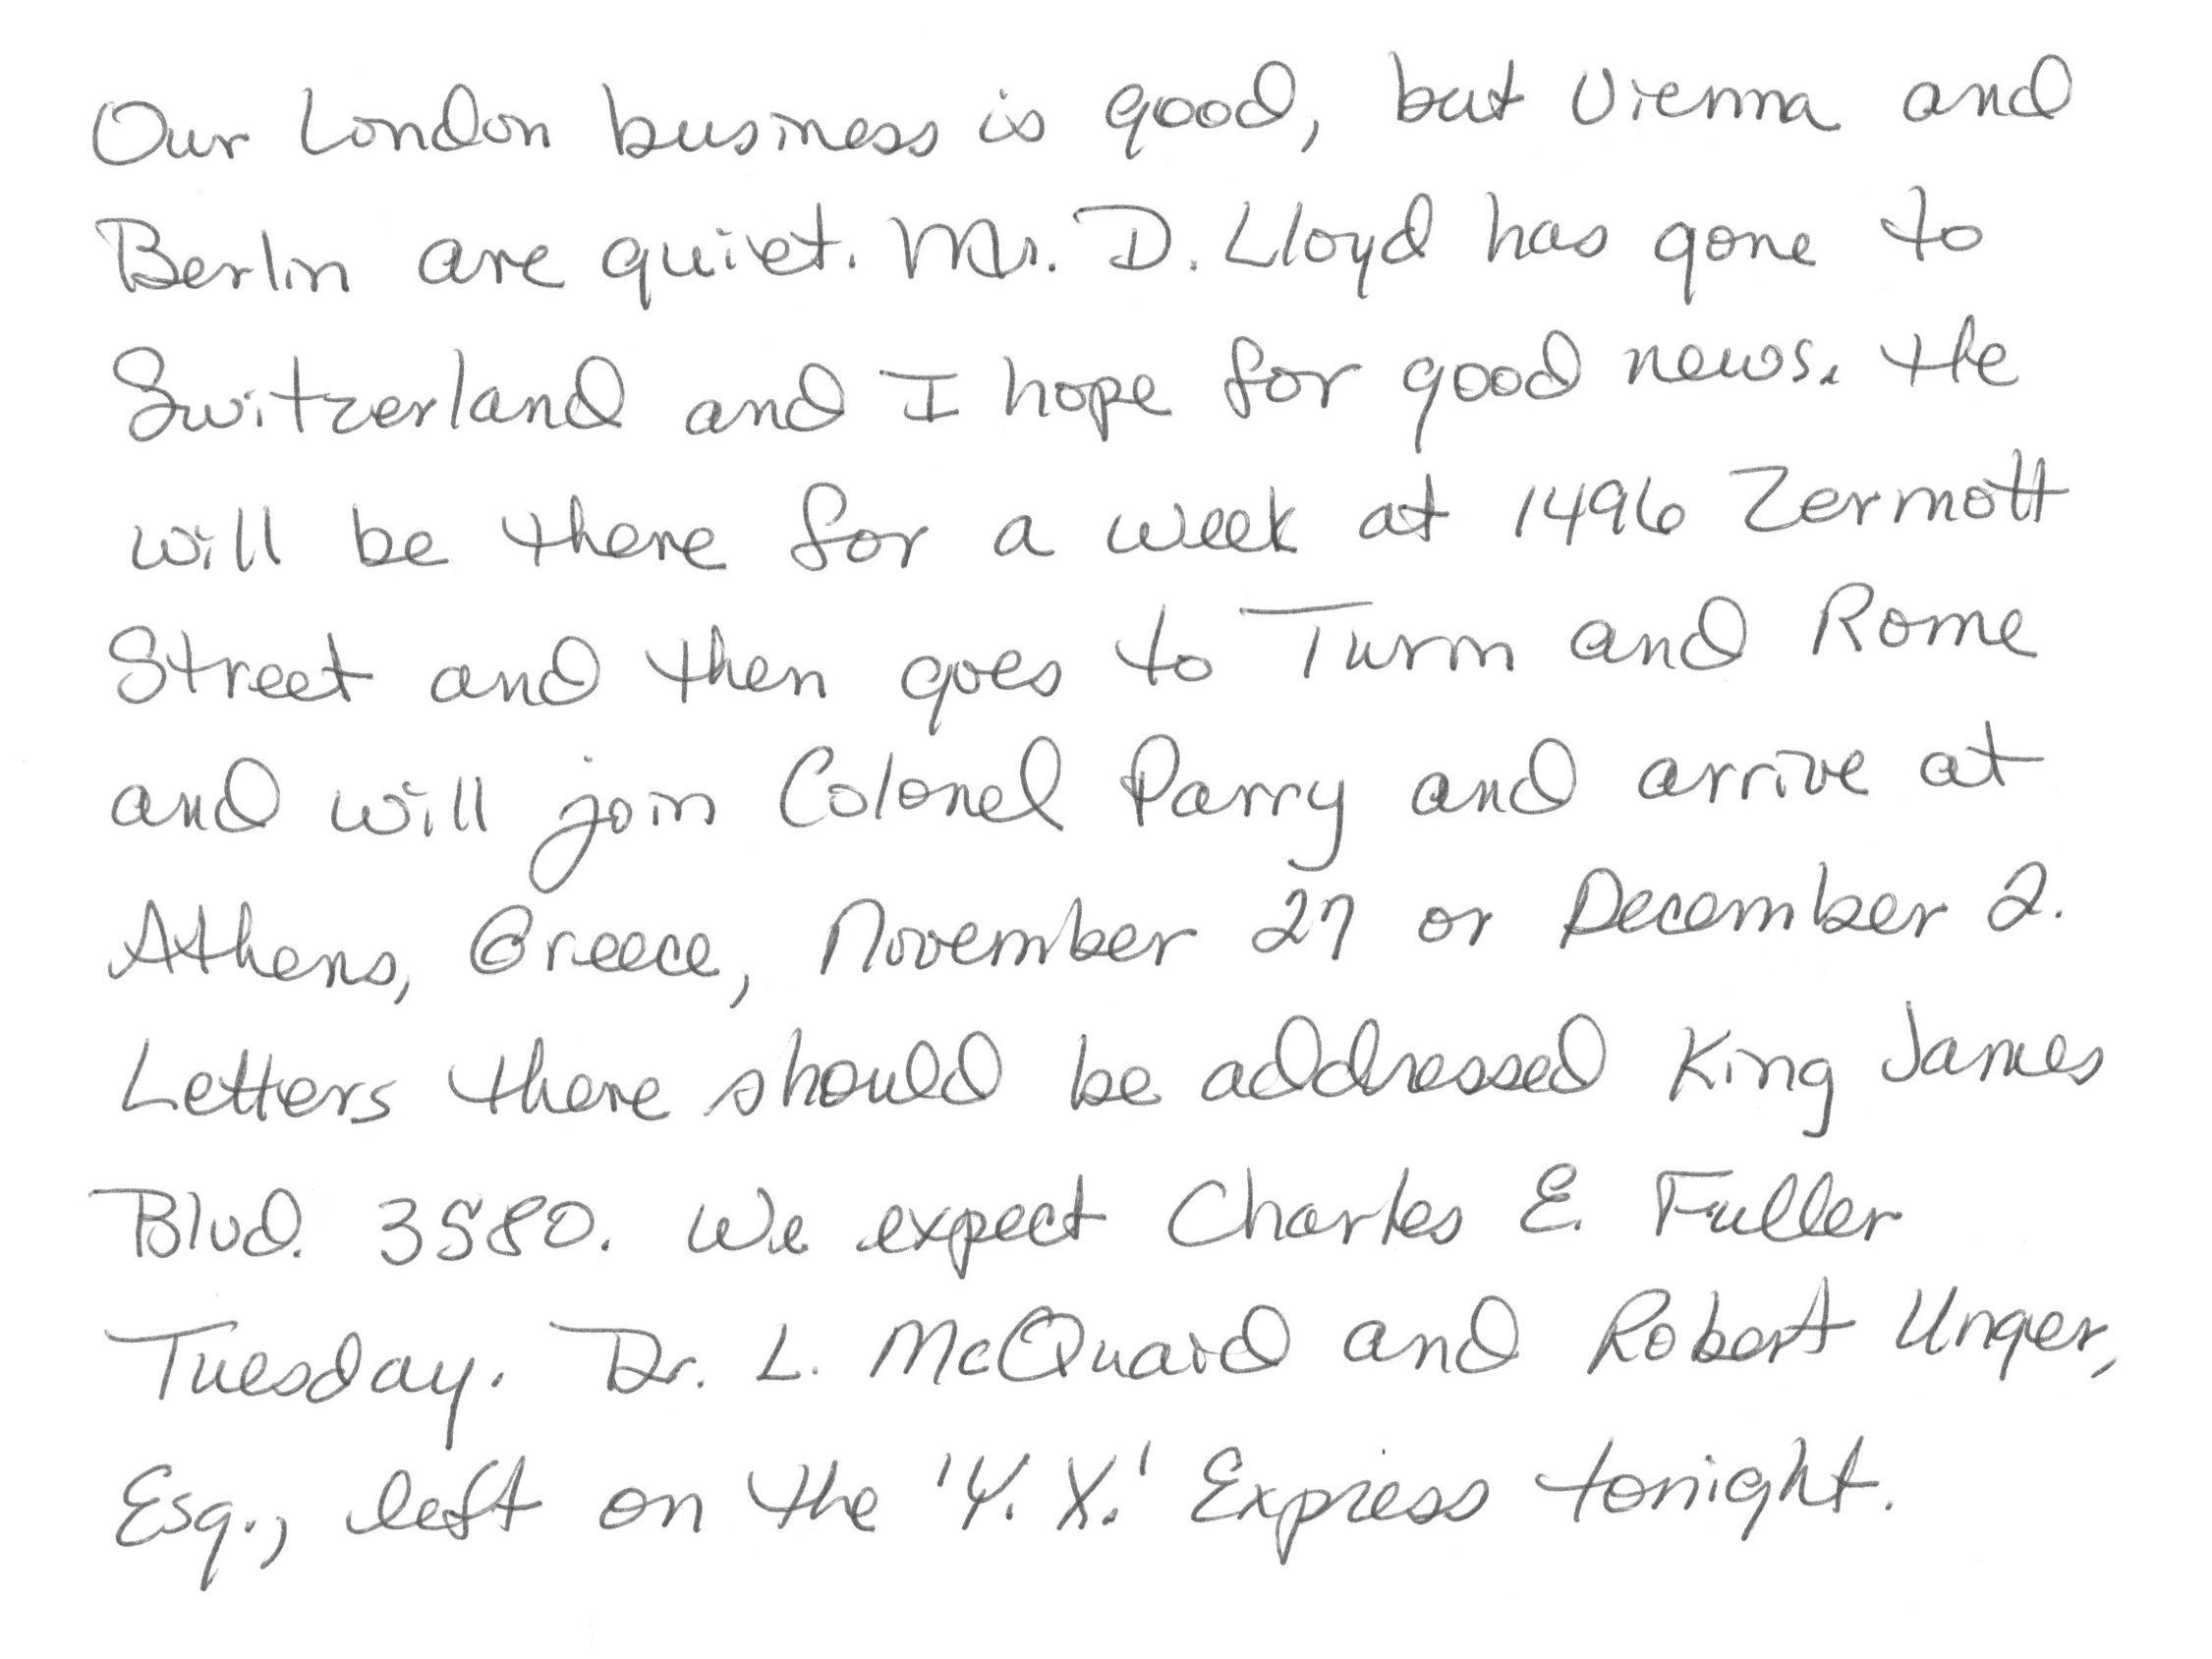 Our London business is good, but Vienna and
Berlin are quiet. Mr. D. Lloyd has gone to
Switzerland and I hope for good news. He
will be there for a week at 1496 Zermott
Street and then goes to Turin and Rome
and will join Colonel Parry and arrive at
Athens, Greece, November 27 or December 2.
Letters there should be addressed King James
Blvd. 3580. We expect Charles E. Fuller
Tuesday. Dr. L. McQuaid and Robert Unger,
Esq., left on the 'Y. X.' Express tonight.